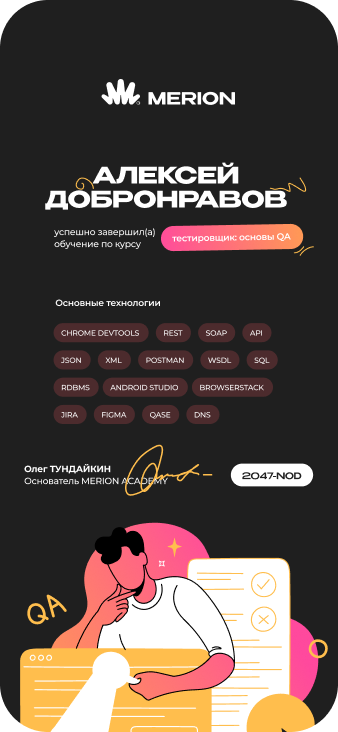 MERION
АЛЕКСЕЙ
ДОБРОНРАВОВ
успешно завершил(а)
обучение по курсу
тестировщик: основы QA
Основные технологии
CHROME DEVTOOLS REST SOAP API
JSON XML POSTMAN WSDL SQL
RDBMS ANDROID STUDIO BROWSERSTACK
JIRA FIGMA QASE DNS
Олег ТУНДАЙКИН
Основатель MERION ACADEMY
2047-NOD
QA